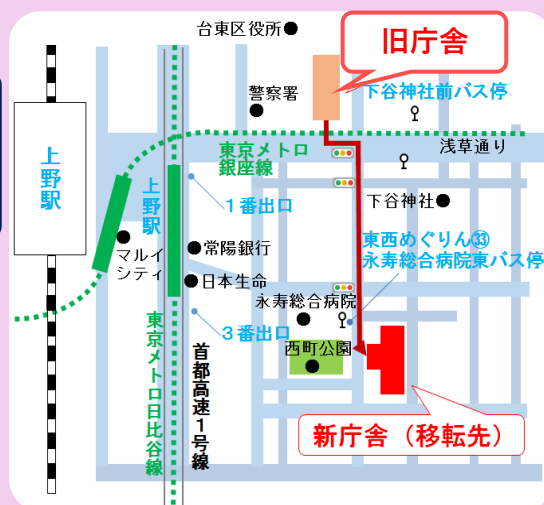 台東区役所
旧庁舎
警察署
下谷神社前バス停
浅草通り
東京メトロ
銀座線
上野駅
上野駅
1番出口
下谷神社
マルイ
シティ
常陽銀行
日本生命
東西めぐりん㉝
永寿総合病院東バス停
永寿総合病院
3番出口
西町公園
東京メトロ日比谷線
首都高速1号線
新庁舎（移転先）